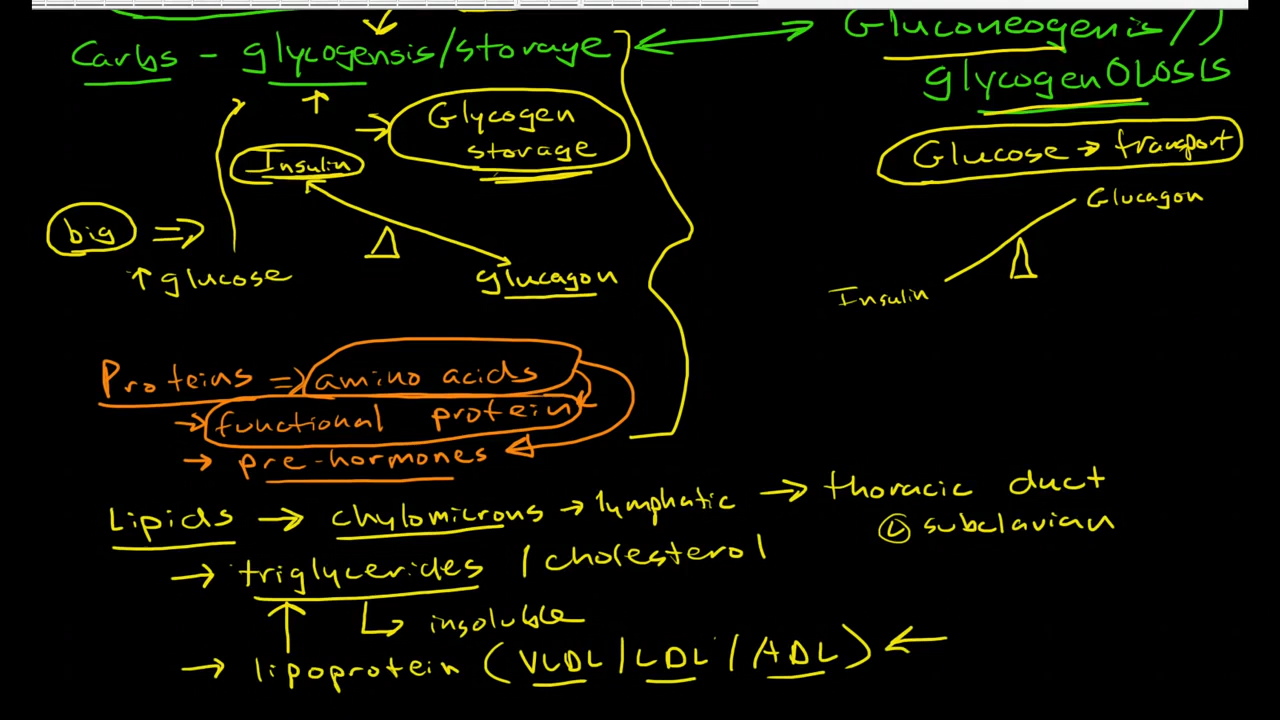 Carbs - glycogensis/storage
Gluconeogenis/)
glycogenOLOSIS
Glycogen
storage
Insulin
big ⇒
↑ glucose
glucagon
Glucose → transport
Glucagon
Insulin
Proteins ⇒ amino acids
→ functional protein
→ pre-hormones
Lipids → chylomicrons → lymphatic → thoracic duct
Ⓛ subclavian
→ triglycerides / cholesterol
↳ insoluble
→ lipoprotein (VLDL / LDL / ADL) ←